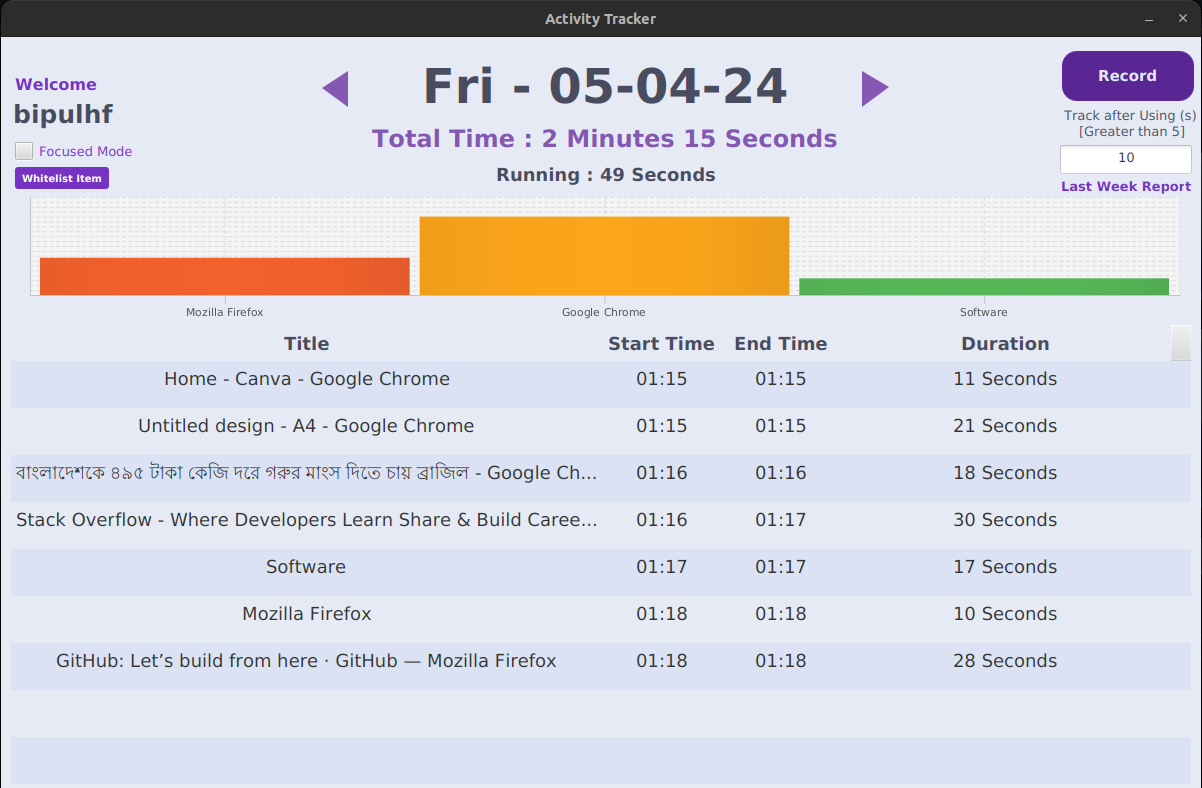 Activity Tracker
Welcome
bipulhf
Focused Mode
Whitelist Item
Fri - 05-04-24
Total Time : 2 Minutes 15 Seconds
Running : 49 Seconds
Record
Track after Using (s)
[Greater than 5]
10
Last Week Report
Mozilla Firefox Google Chrome Software
Title Start Time End Time Duration
Home - Canva - Google Chrome 01:15 01:15 11 Seconds
Untitled design - A4 - Google Chrome 01:15 01:15 21 Seconds
বাংলাদেশকে ৪৯৫ টাকা কেজি দরে গরুর মাংস দিতে চায় ব্রাজিল - Google Ch... 01:16 01:16 18 Seconds
Stack Overflow - Where Developers Learn Share & Build Caree... 01:16 01:17 30 Seconds
Software 01:17 01:17 17 Seconds
Mozilla Firefox 01:18 01:18 10 Seconds
GitHub: Let’s build from here · GitHub — Mozilla Firefox 01:18 01:18 28 Seconds